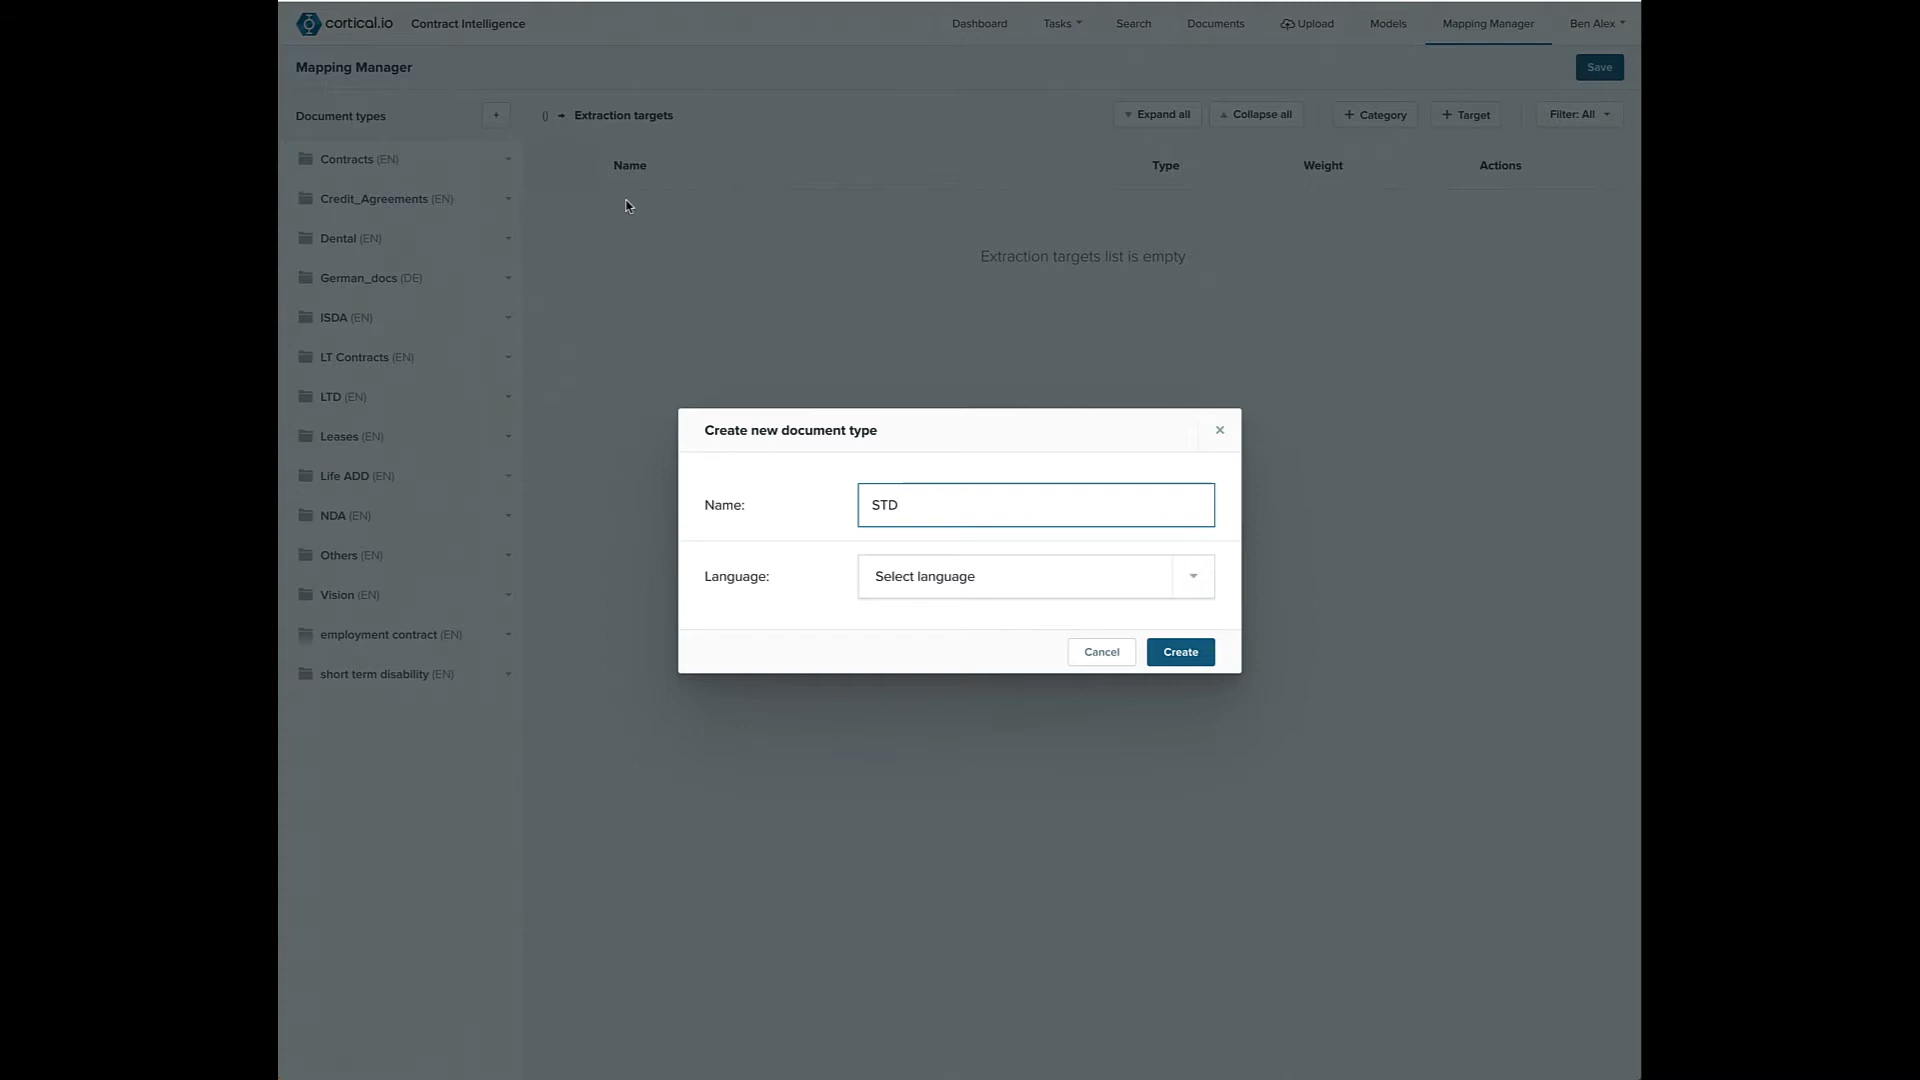 cortical.io Contract Intelligence Dashboard Tasks Search Documents Upload Models Mapping Manager Ben Alex
Mapping Manager Save
Document types + () → Extraction targets Expand all Collapse all + Category + Target Filter: All
Name Type Weight Actions
Contracts (EN)
Credit_Agreements (EN)
Dental (EN)
Extraction targets list is empty
German_docs (DE)
ISDA (EN)
LT Contracts (EN)
LTD (EN)
Leases (EN)
Life ADD (EN)
NDA (EN)
Others (EN)
Vision (EN)
employment contract (EN)
short term disability (EN)
Create new document type ×
Name: STD
Language: Select language
Cancel Create